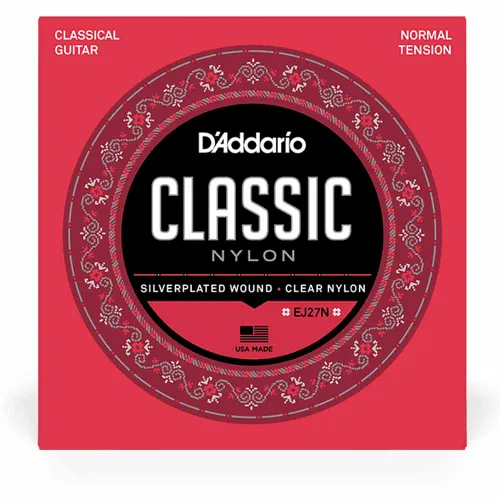 CLASSICAL
GUITAR
NORMAL
TENSION
D'Addario
CLASSIC
NYLON
SILVERPLATED WOUND • CLEAR NYLON
# EJ27N #
USA MADE